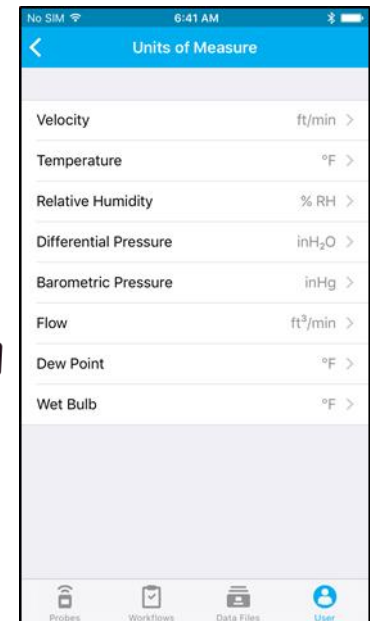 No SIM 6:41 AM
Units of Measure
Velocity ft/min >
Temperature °F >
Relative Humidity % RH >
Differential Pressure inH₂O >
Barometric Pressure inHg >
Flow ft³/min >
Dew Point °F >
Wet Bulb °F >
Probes Workflows Data Files User